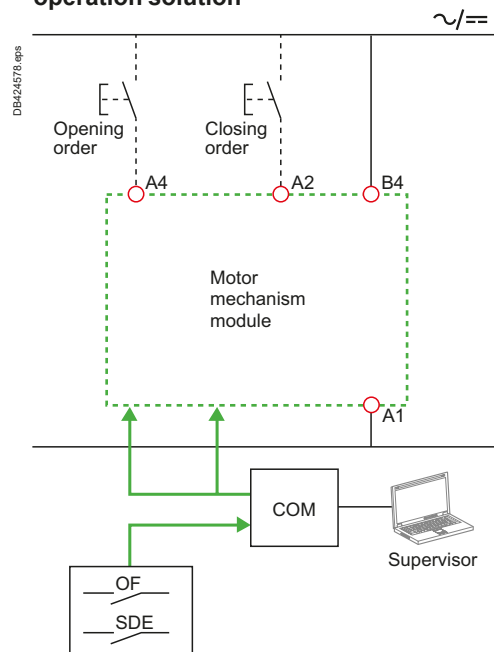 operation solution
DB424578.eps
Opening
order
Closing
order
A4
A2
B4
Motor
mechanism
module
A1
COM
Supervisor
OF
SDE